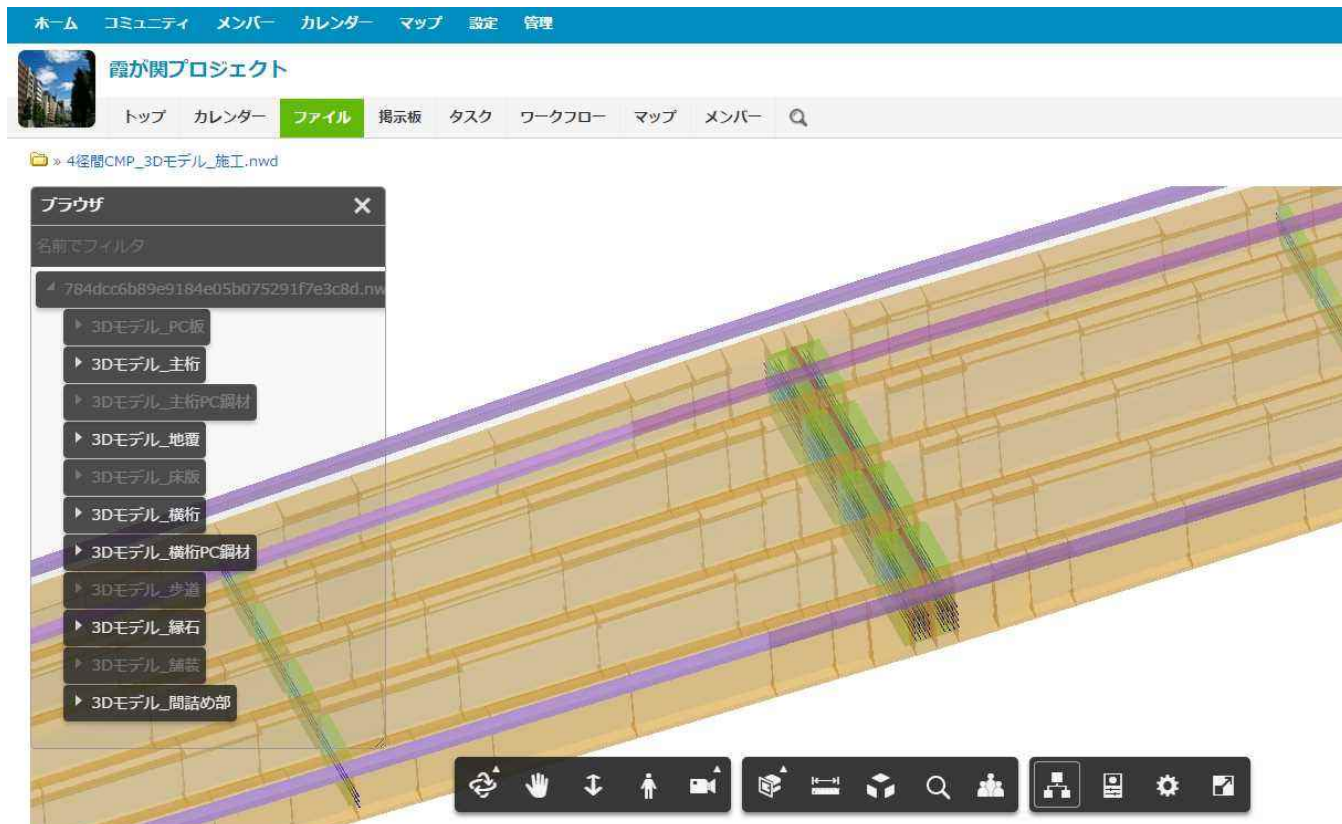 ホーム コミュニティ メンバー カレンダー マップ 設定 管理
霞が関プロジェクト
トップ カレンダー ファイル 掲示板 タスク ワークフロー マップ メンバー
» 4径間CMP_3Dモデル_施工.nwd
ブラウザ
名前でフィルタ
784dcc6b89e9184e05b075291f7e3c8d.nw
3Dモデル_PC板
3Dモデル_主桁
3Dモデル_主桁PC鋼材
3Dモデル_地覆
3Dモデル_床版
3Dモデル_横桁
3Dモデル_横桁PC鋼材
3Dモデル_歩道
3Dモデル_縁石
3Dモデル_舗装
3Dモデル_間詰め部